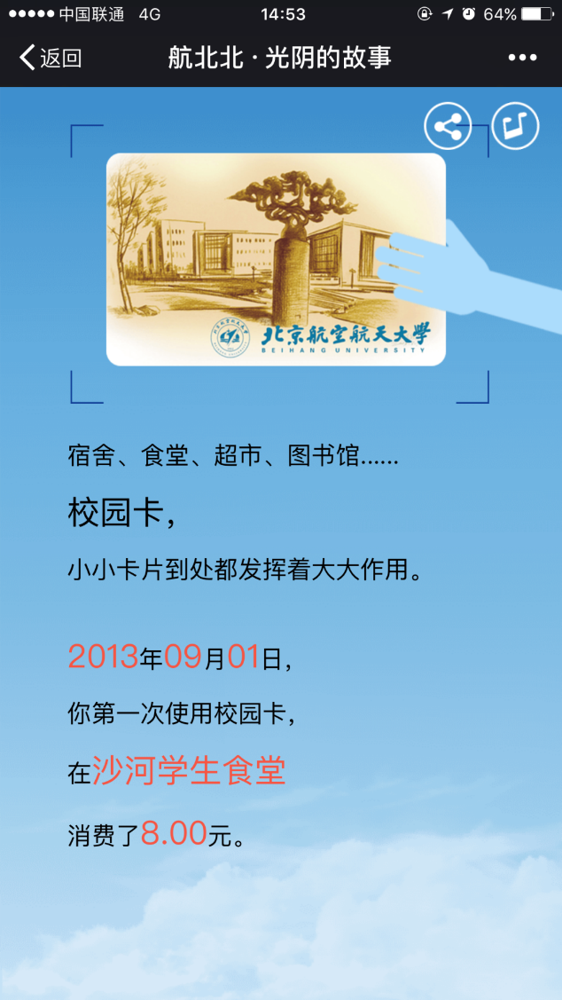 中国联通 4G 14:53 64%
返回 航北北·光阴的故事
北京航空航天大學
BEIHANG UNIVERSITY
宿舍、食堂、超市、图书馆......
校园卡，
小小卡片到处都发挥着大大作用。
2013年09月01日，
你第一次使用校园卡，
在沙河学生食堂
消费了8.00元。